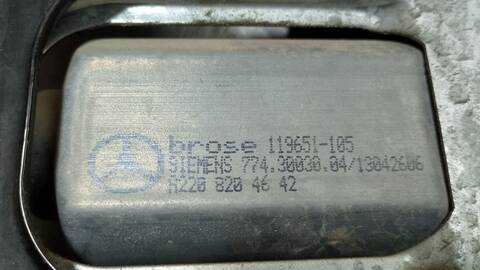 brose 119651-105
SIEMENS 774.30030.04/13042606
A220 820 46 42